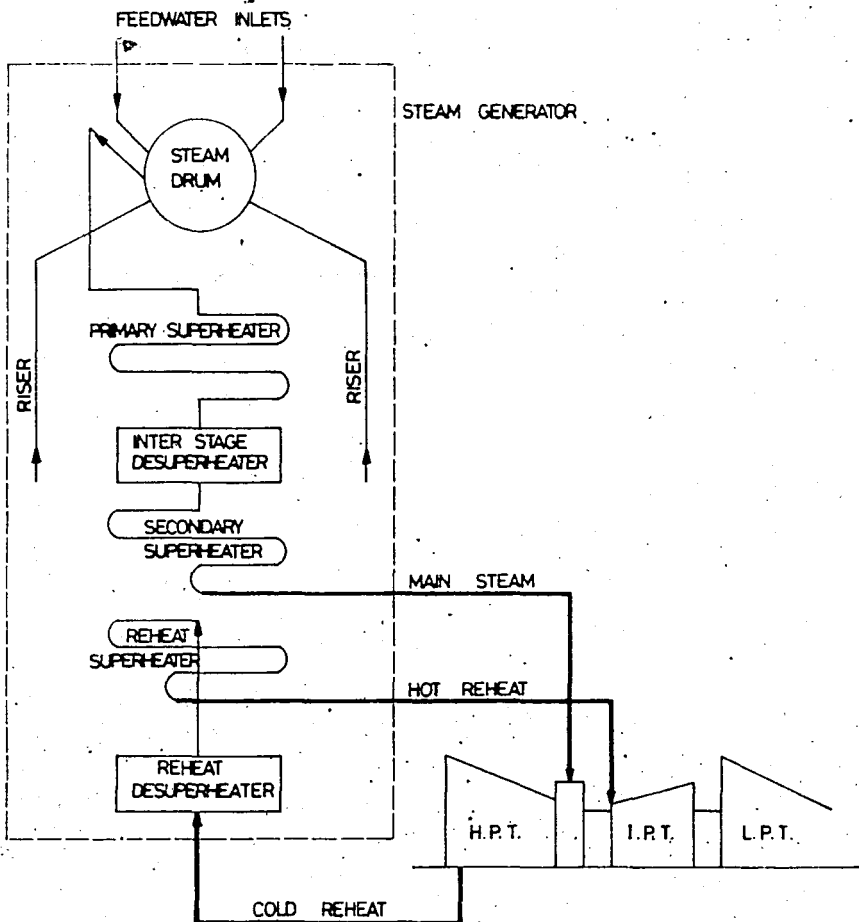 FEEDWATER INLETS
STEAM GENERATOR
STEAM
DRUM
PRIMARY SUPERHEATER
RISER
RISER
INTER STAGE
DESUPERHEATER
SECONDARY
SUPERHEATER
MAIN STEAM
REHEAT
SUPERHEATER
HOT REHEAT
REHEAT
DESUPERHEATER
H.P.T.
I.P.T.
L.P.T.
COLD REHEAT